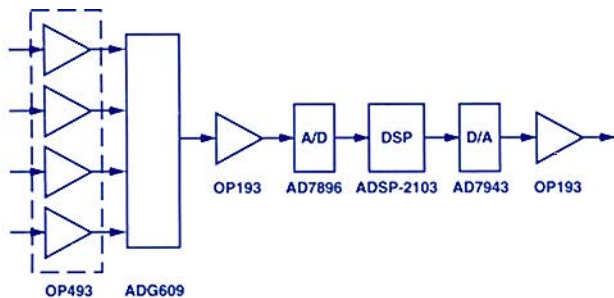 A/D
DSP
D/A
OP193
AD7896
ADSP-2103
AD7943
OP193
OP493
ADG609